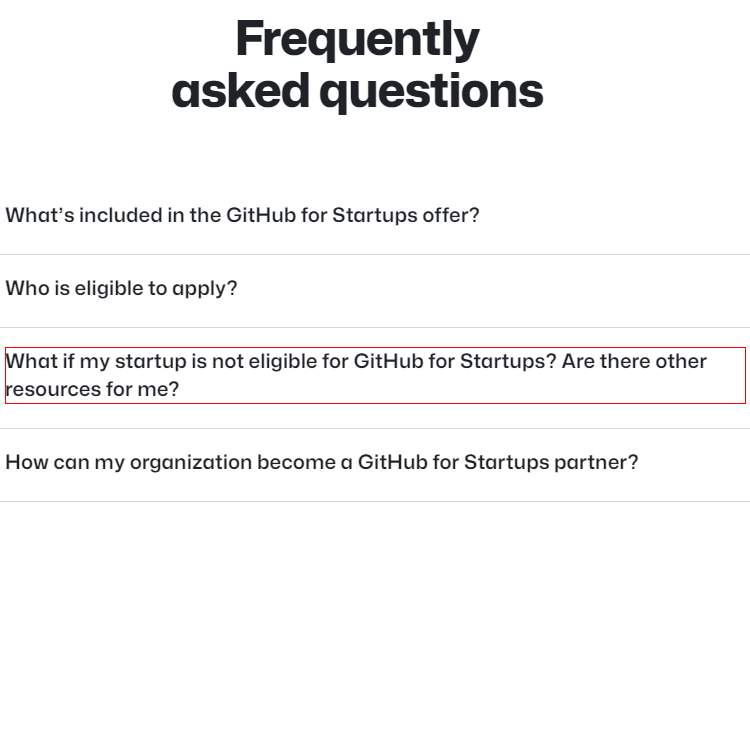 Frequently
asked questions
What’s included in the GitHub for Startups offer?
Who is eligible to apply?
What if my startup is not eligible for GitHub for Startups? Are there other
resources for me?
How can my organization become a GitHub for Startups partner?